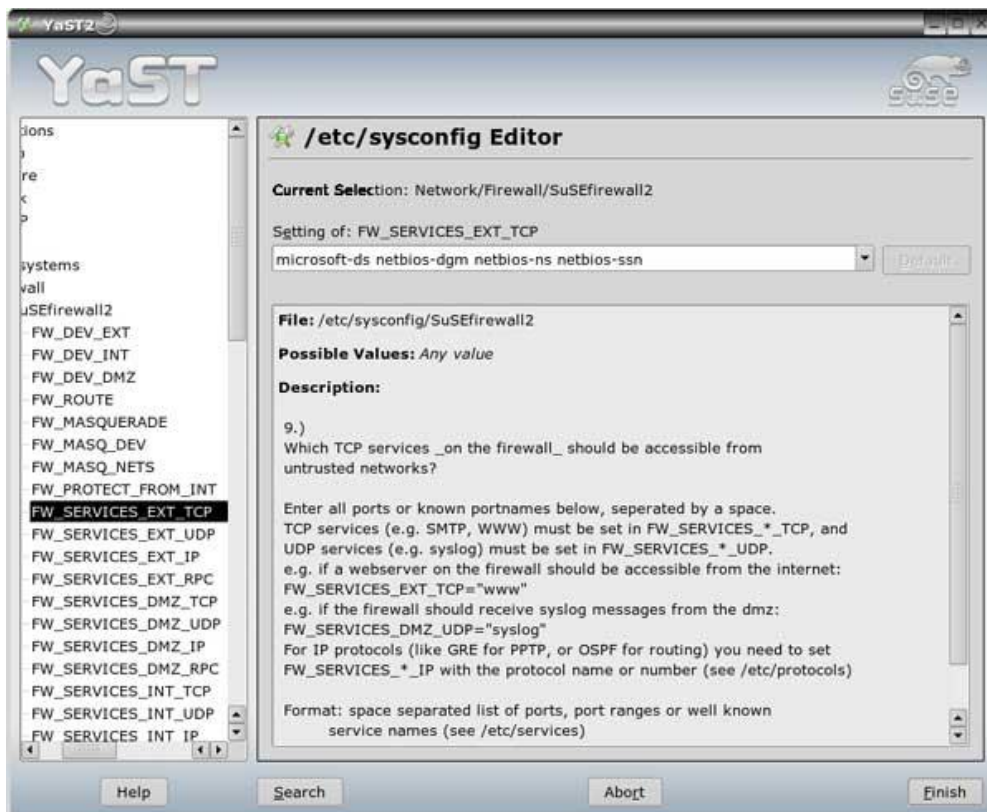 YaST2
YaST
suse
tions
re
systems
wall
uSEfirewall2
FW_DEV_EXT
FW_DEV_INT
FW_DEV_DMZ
FW_ROUTE
FW_MASQUERADE
FW_MASQ_DEV
FW_MASQ_NETS
FW_PROTECT_FROM_INT
FW_SERVICES_EXT_TCP
FW_SERVICES_EXT_UDP
FW_SERVICES_EXT_IP
FW_SERVICES_EXT_RPC
FW_SERVICES_DMZ_TCP
FW_SERVICES_DMZ_UDP
FW_SERVICES_DMZ_IP
FW_SERVICES_DMZ_RPC
FW_SERVICES_INT_TCP
FW_SERVICES_INT_UDP
FW_SERVICES_INT_IP
/etc/sysconfig Editor
Current Selection: Network/Firewall/SuSEfirewall2
Setting of: FW_SERVICES_EXT_TCP
microsoft-ds netbios-dgm netbios-ns netbios-ssn
Default
File: /etc/sysconfig/SuSEfirewall2
Possible Values: Any value
Description:
9.)
Which TCP services _on the firewall_ should be accessible from
untrusted networks?
Enter all ports or known portnames below, seperated by a space.
TCP services (e.g. SMTP, WWW) must be set in FW_SERVICES_*_TCP, and
UDP services (e.g. syslog) must be set in FW_SERVICES_*_UDP.
e.g. if a webserver on the firewall should be accessible from the internet:
FW_SERVICES_EXT_TCP="www"
e.g. if the firewall should receive syslog messages from the dmz:
FW_SERVICES_DMZ_UDP="syslog"
For IP protocols (like GRE for PPTP, or OSPF for routing) you need to set
FW_SERVICES_*_IP with the protocol name or number (see /etc/protocols)
Format: space separated list of ports, port ranges or well known
service names (see /etc/services)
Help
Search
Abort
Finish